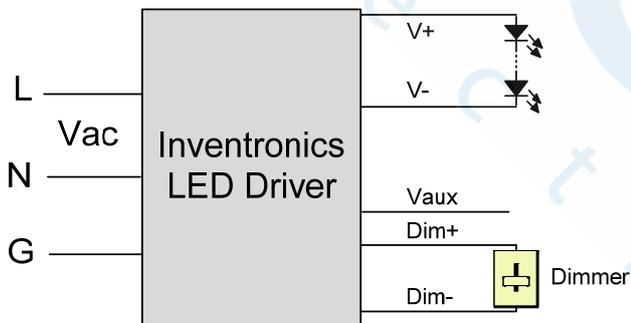 L
Vac
N
G
Inventronics
LED Driver
V+
V-
Vaux
Dim+
Dim-
Dimmer